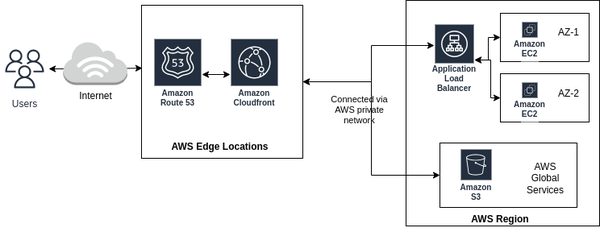 Users
Internet
53
Amazon
Route 53
Amazon
Cloudfront
AWS Edge Locations
Connected via
AWS private
network
Application
Load
Balancer
Amazon
EC2
AZ-1
Amazon
EC2
AZ-2
Amazon
S3
AWS
Global
Services
AWS Region